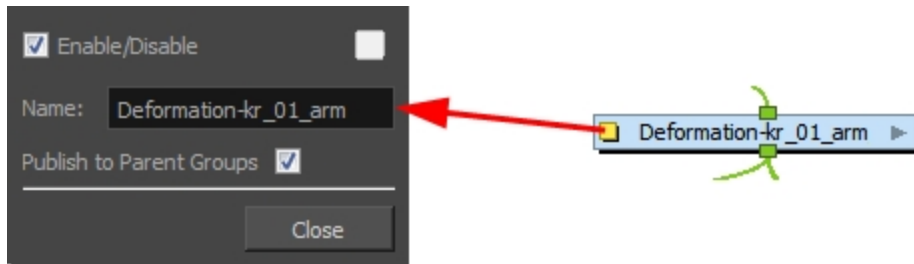 Enable/Disable
Name: Deformation-kr_01_arm
Publish to Parent Groups
Close
Deformation-kr_01_arm